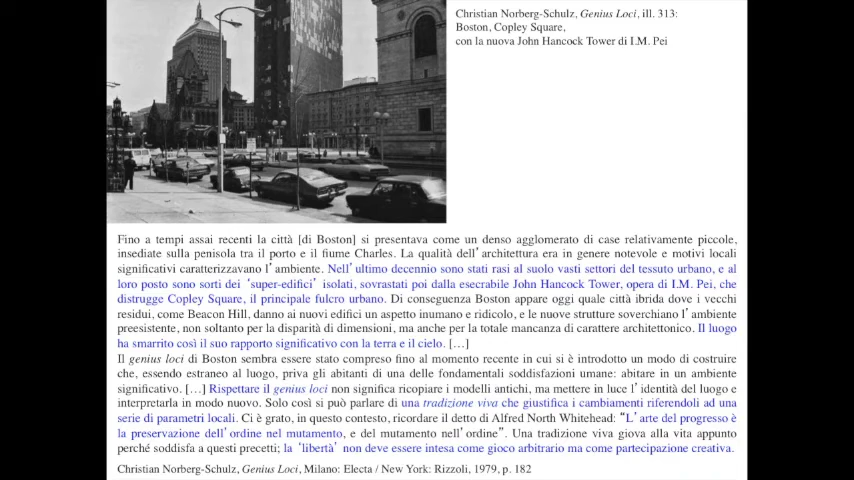 Christian Norberg-Schulz, Genius Loci, ill. 313:
Boston, Copley Square,
con la nuova John Hancock Tower di I.M. Pei
Fino a tempi assai recenti la città [di Boston] si presentava come un denso agglomerato di case relativamente piccole,
insediate sulla penisola tra il porto e il fiume Charles. La qualità dell’architettura era in genere notevole e motivi locali
significativi caratterizzavano l’ambiente. Nell’ultimo decennio sono stati rasi al suolo vasti settori del tessuto urbano, e al
loro posto sono sorti dei ‘super-edifici’ isolati, sovrastati poi dalla esecrabile John Hancock Tower, opera di I.M. Pei, che
distrugge Copley Square, il principale fulcro urbano. Di conseguenza Boston appare oggi quale città ibrida dove i vecchi
residui, come Beacon Hill, danno ai nuovi edifici un aspetto inumano e ridicolo, e le nuove strutture soverchiano l’ambiente
preesistente, non soltanto per la disparità di dimensioni, ma anche per la totale mancanza di carattere architettonico. Il luogo
ha smarrito così il suo rapporto significativo con la terra e il cielo. […]
Il genius loci di Boston sembra essere stato compreso fino al momento recente in cui si è introdotto un modo di costruire
che, essendo estraneo al luogo, priva gli abitanti di una delle fondamentali soddisfazioni umane: abitare in un ambiente
significativo. […] Rispettare il genius loci non significa ricopiare i modelli antichi, ma mettere in luce l’identità del luogo e
interpretarla in modo nuovo. Solo così si può parlare di una tradizione viva che giustifica i cambiamenti riferendoli ad una
serie di parametri locali. Ci è grato, in questo contesto, ricordare il detto di Alfred North Whitehead: “L’arte del progresso è
la preservazione dell’ordine nel mutamento, e del mutamento nell’ordine”. Una tradizione viva giova alla vita appunto
perché soddisfa a questi precetti; la ‘libertà’ non deve essere intesa come gioco arbitrario ma come partecipazione creativa.
Christian Norberg-Schulz, Genius Loci, Milano: Electa / New York: Rizzoli, 1979, p. 182